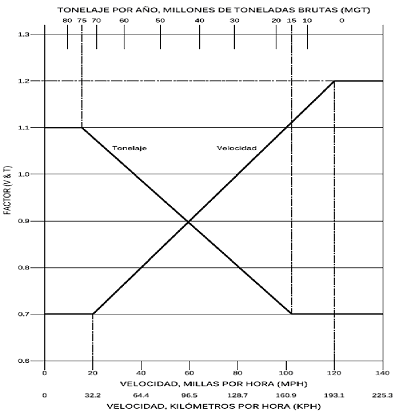 TONELAJE POR AÑO, MILLONES DE TONELADAS BRUTAS (MGT)
80 75 70 60 50 40 30 20 15 10 0
1.3
1.2
1.1
Tonelaje Velocidad
1.0
FACTOR (V & T)
0.9
0.8
0.7
0.6
0 20 40 60 80 100 120 140
VELOCIDAD, MILLAS POR HORA (MPH)
0 32.2 64.4 96.5 128.7 160.9 193.1 225.3
VELOCIDAD, KILÓMETROS POR HORA (KPH)